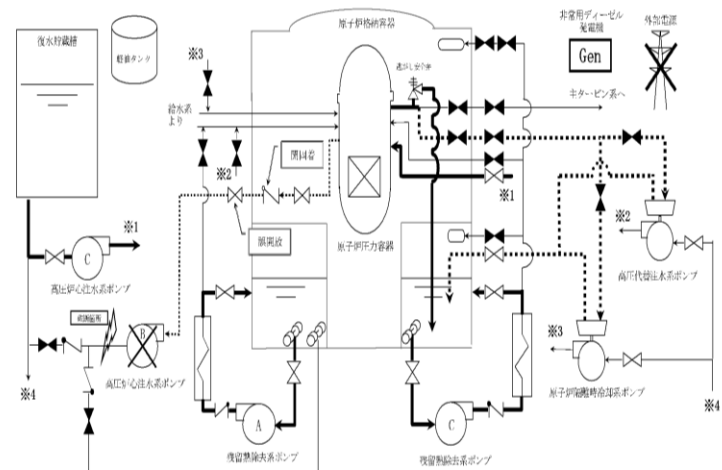 復水貯蔵槽
軽油タンク
※3
給水系
より
※2
開固着
誤開放
原子炉格納容器
逃がし安全弁
原子炉圧力容器
非常用ディーゼル
発電機
Gen
外部電源
主タービン系へ
※1
※1
C
高圧炉心注水系ポンプ
B
高圧炉心注水系ポンプ
※4
A
残留熱除去系ポンプ
C
残留熱除去系ポンプ
※2
高圧代替注水系ポンプ
※3
原子炉隔離時冷却系ポンプ
※4